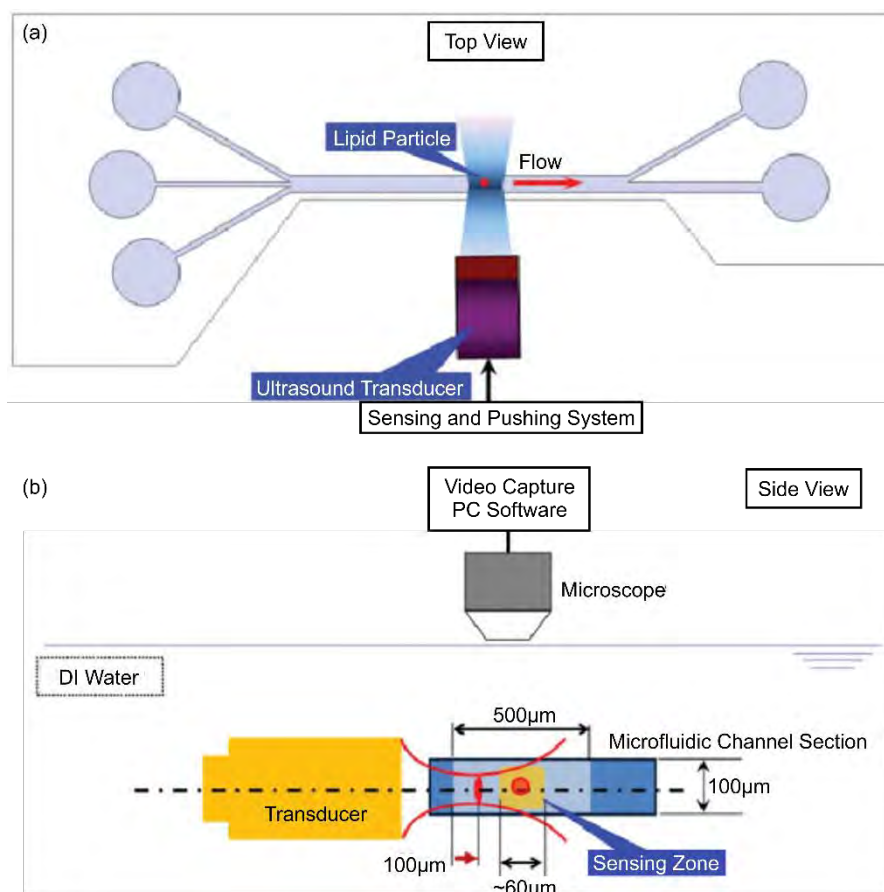 (a)
Top View
Lipid Particle
Flow
Ultrasound Transducer
Sensing and Pushing System
(b)
Video Capture
PC Software
Side View
Microscope
DI Water
500µm
Microfluidic Channel Section
100µm
Transducer
100µm
Sensing Zone
~60µm